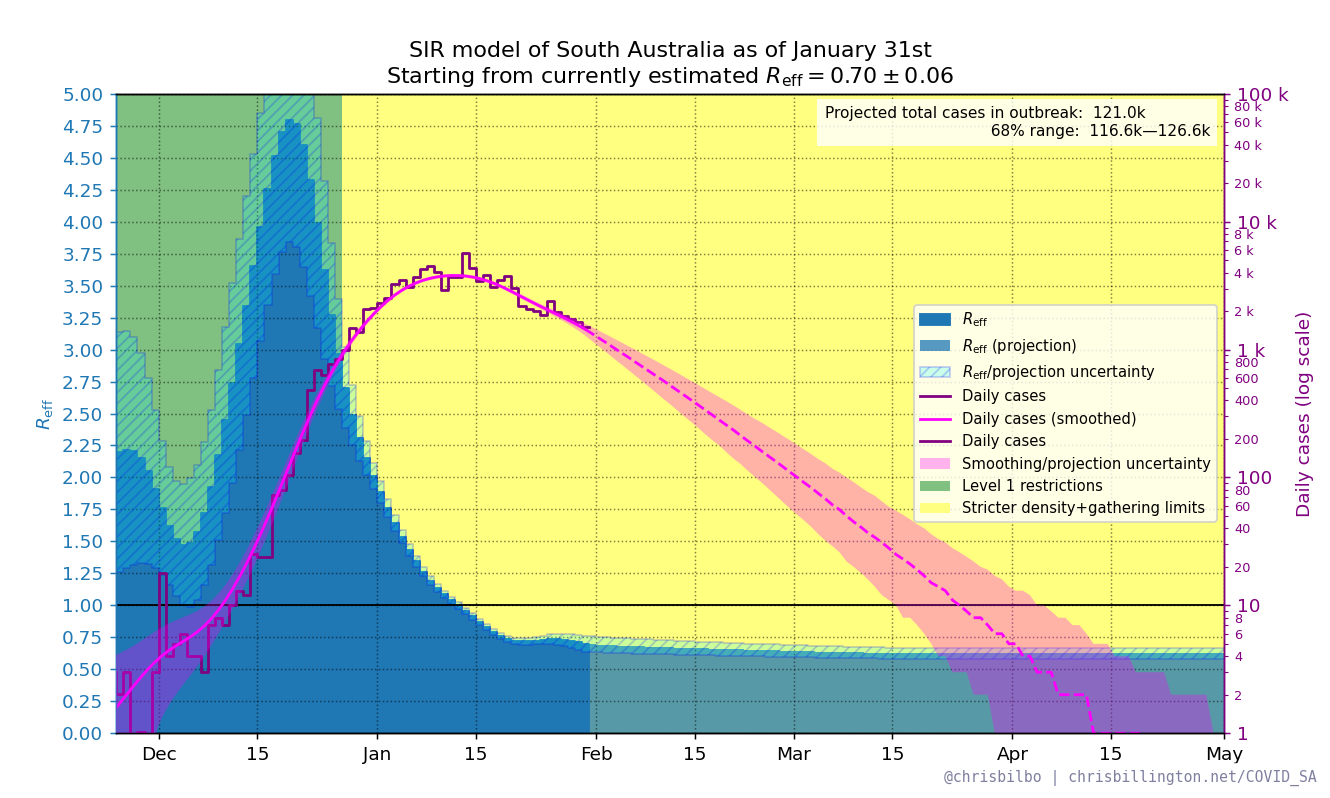 SIR model of South Australia as of January 31st
Starting from currently estimated R_eff = 0.70 ± 0.06
Projected total cases in outbreak: 121.0k
68% range: 116.6k—126.6k
5.00
4.75
4.50
4.25
4.00
3.75
3.50
3.25
3.00
2.75
2.50
2.25
2.00
1.75
1.50
1.25
1.00
0.75
0.50
0.25
0.00
R_eff
100 k
80 k
60 k
40 k
20 k
10 k
8 k
6 k
4 k
2 k
1 k
800
600
400
200
100
80
60
40
20
10
8
6
4
2
1
Daily cases (log scale)
R_eff
R_eff (projection)
R_eff/projection uncertainty
Daily cases
Daily cases (smoothed)
Daily cases
Smoothing/projection uncertainty
Level 1 restrictions
Stricter density+gathering limits
Dec 15 Jan 15 Feb 15 Mar 15 Apr 15 May
@chrisbilbo | chrisbillington.net/COVID_SA